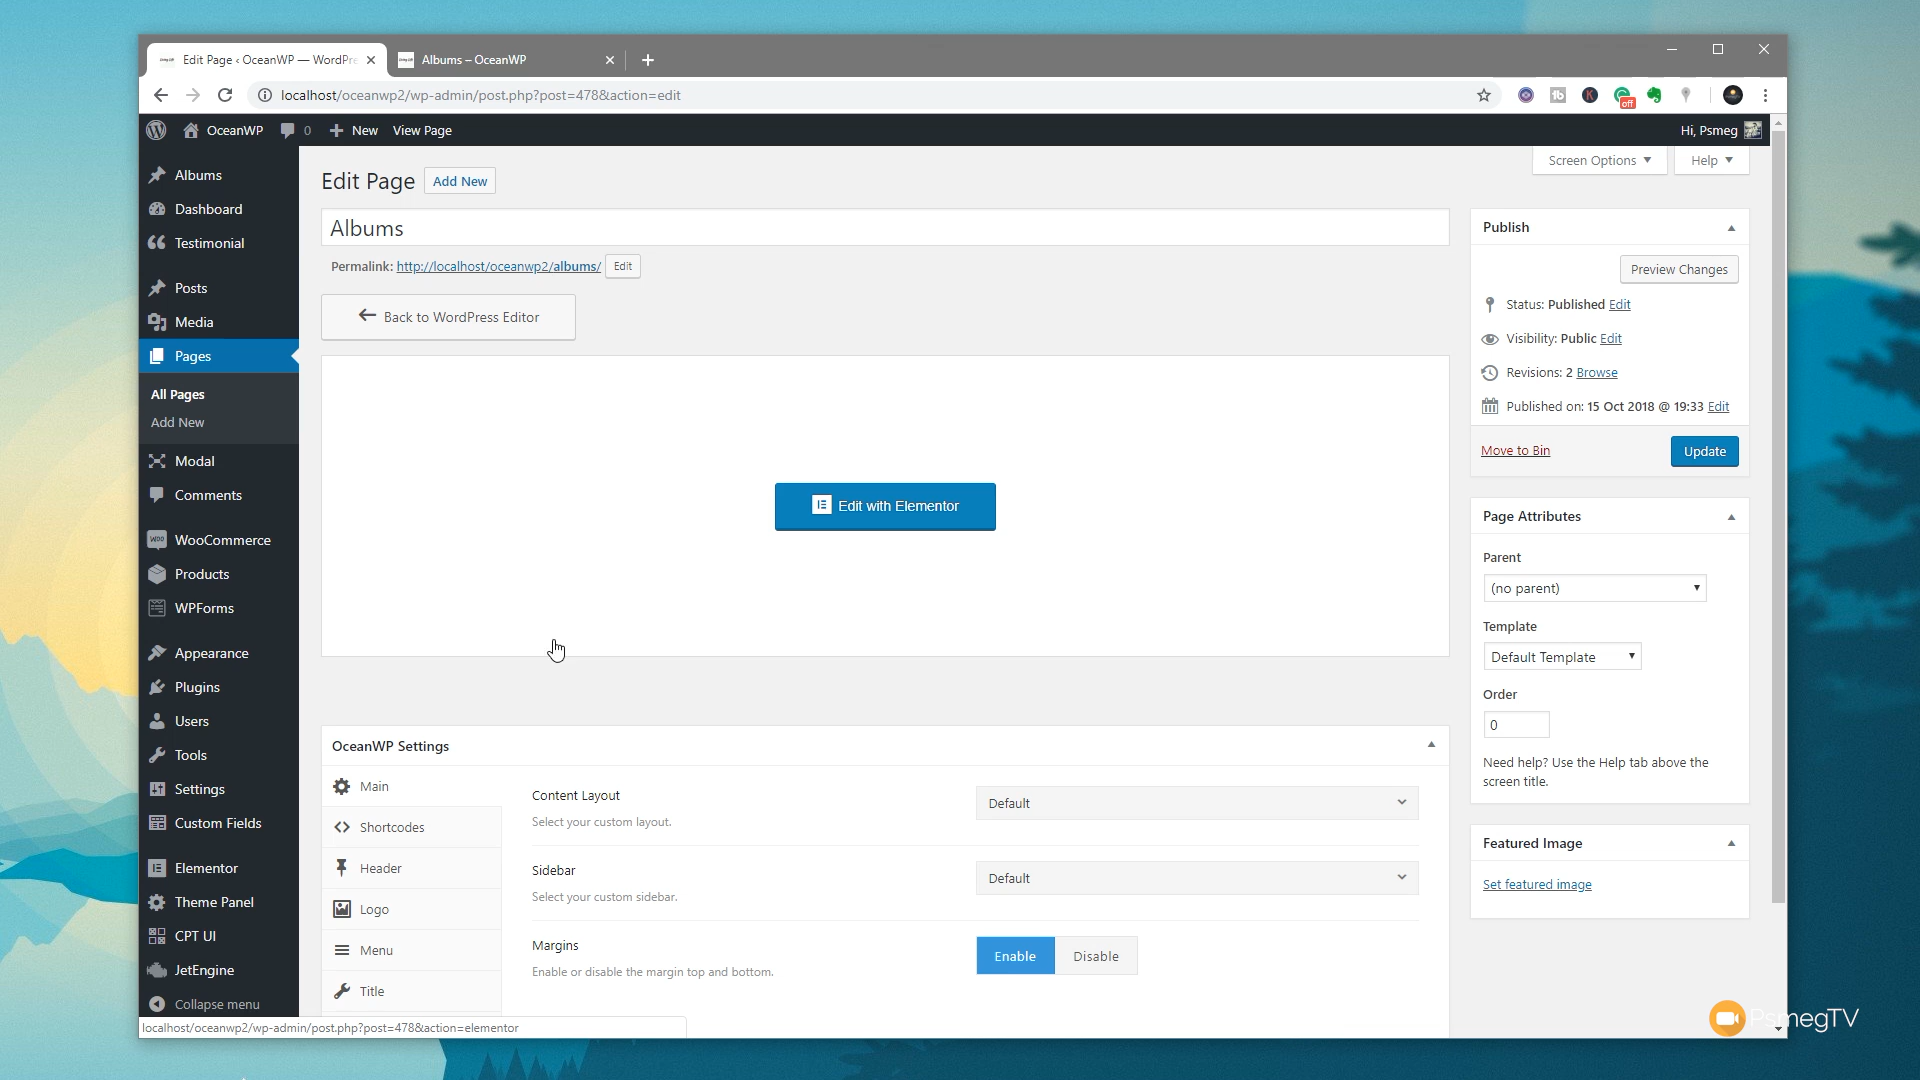 Edit Page ‹ OceanWP — WordPre
Albums – OceanWP
localhost/oceanwp2/wp-admin/post.php?post=478&action=edit
off
OceanWP
0
New
View Page
Hi, Psmeg
Albums
Dashboard
Testimonial
Posts
Media
Pages
All Pages
Add New
Modal
Comments
WooCommerce
Products
WPForms
Appearance
Plugins
Users
Tools
Settings
Custom Fields
Elementor
Theme Panel
CPT UI
JetEngine
Collapse menu
Screen Options
Help
Edit Page
Add New
Albums
Permalink: http://localhost/oceanwp2/albums/
Edit
Back to WordPress Editor
Edit with Elementor
OceanWP Settings
Main
Shortcodes
Header
Logo
Menu
Title
Content Layout
Select your custom layout.
Default
Sidebar
Select your custom sidebar.
Default
Margins
Enable or disable the margin top and bottom.
Enable
Disable
Publish
Preview Changes
Status: Published Edit
Visibility: Public Edit
Revisions: 2 Browse
Published on: 15 Oct 2018 @ 19:33 Edit
Move to Bin
Update
Page Attributes
Parent
(no parent)
Template
Default Template
Order
0
Need help? Use the Help tab above the
screen title.
Featured Image
Set featured image
localhost/oceanwp2/wp-admin/post.php?post=478&action=elementor
PsmegTV